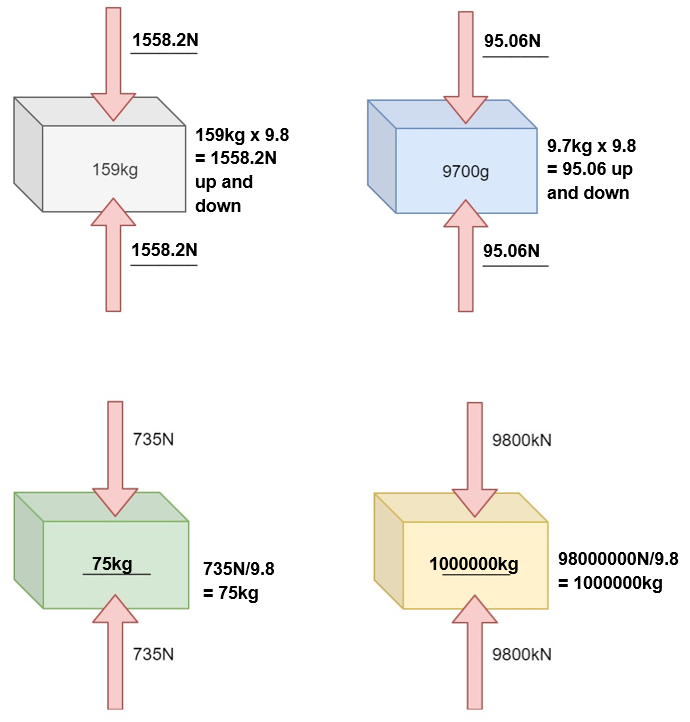 1558.2N
159kg
159kg x 9.8
= 1558.2N
up and
down
1558.2N
95.06N
9700g
9.7kg x 9.8
= 95.06 up
and down
95.06N
735N
75kg
735N/9.8
= 75kg
735N
9800kN
1000000kg
98000000N/9.8
= 1000000kg
9800kN